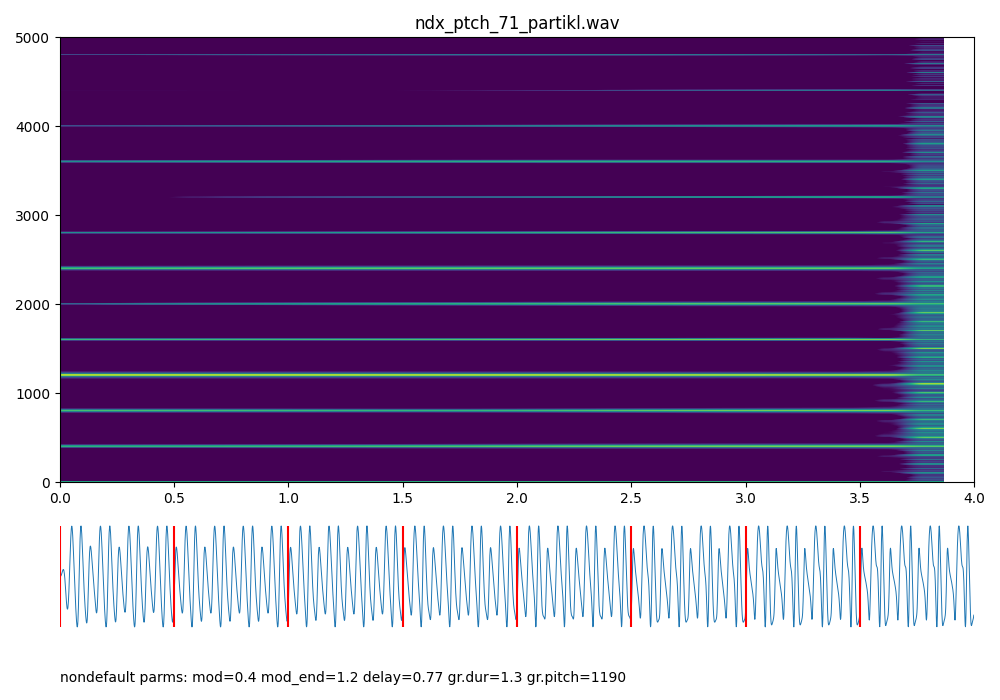 ndx_ptch_71_partikl.wav
5000
4000
3000
2000
1000
0
0.0 0.5 1.0 1.5 2.0 2.5 3.0 3.5 4.0
nondefault parms: mod=0.4 mod_end=1.2 delay=0.77 gr.dur=1.3 gr.pitch=1190